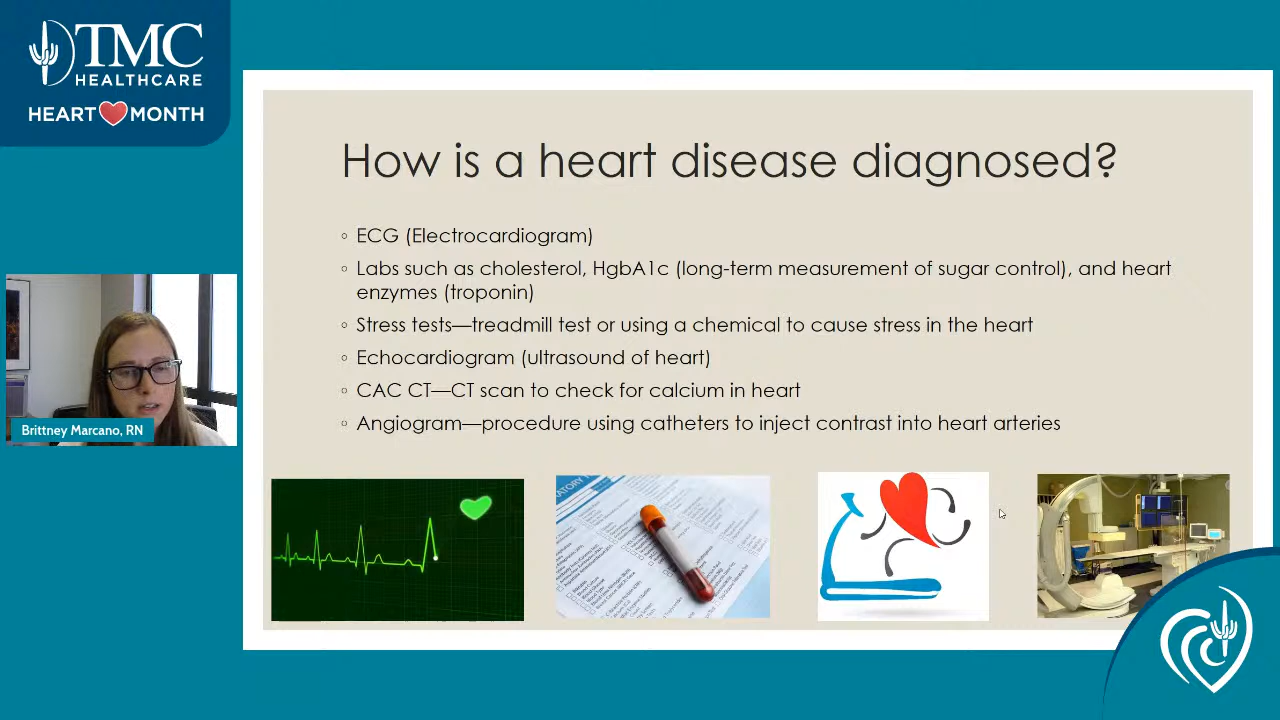 TMC
HEALTHCARE
HEART MONTH
How is a heart disease diagnosed?
◦ ECG (Electrocardiogram)
◦ Labs such as cholesterol, HgbA1c (long-term measurement of sugar control), and heart
enzymes (troponin)
◦ Stress tests—treadmill test or using a chemical to cause stress in the heart
◦ Echocardiogram (ultrasound of heart)
◦ CAC CT—CT scan to check for calcium in heart
◦ Angiogram—procedure using catheters to inject contrast into heart arteries
Brittney Marcano, RN